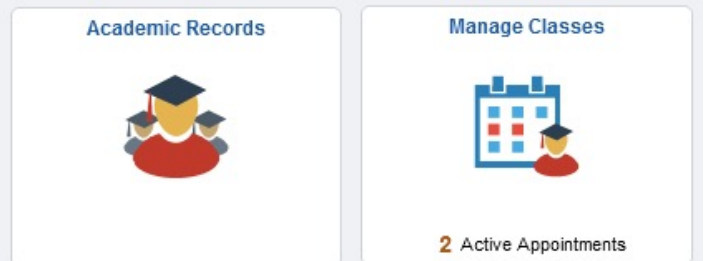 Academic Records
Manage Classes
2 Active Appointments